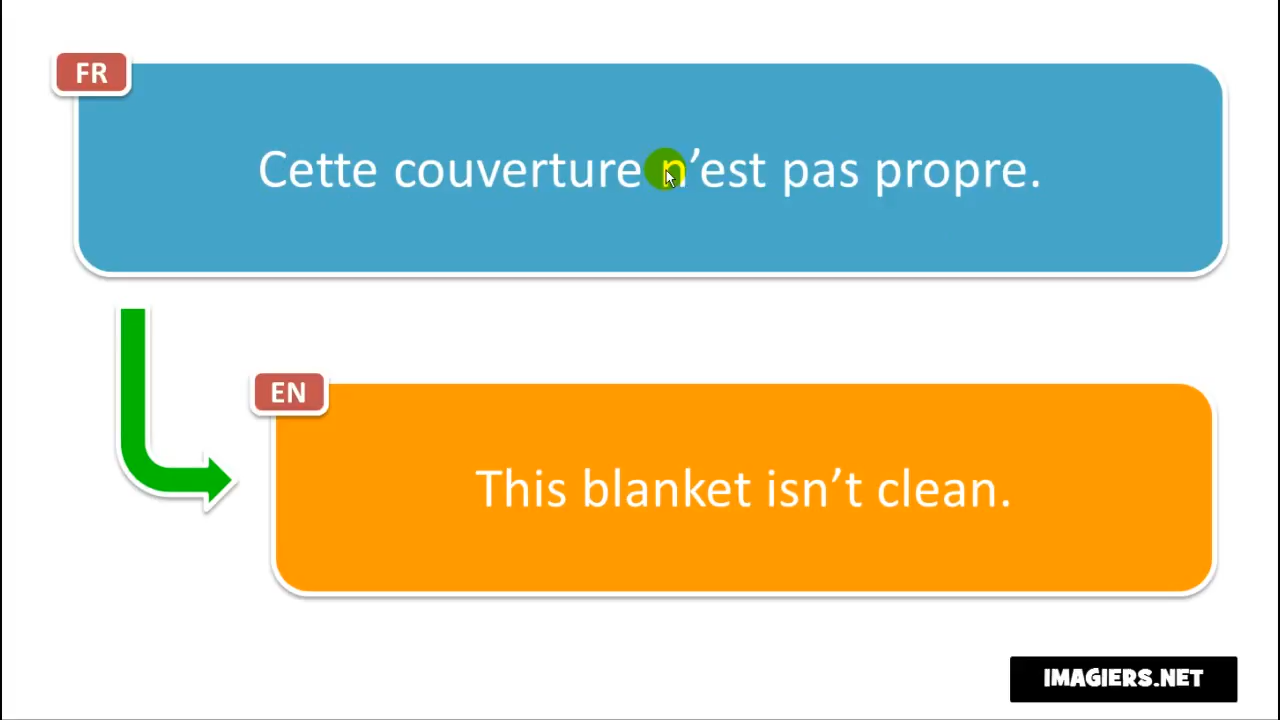 FR
Cette couverture n’est pas propre.
EN
This blanket isn’t clean.
IMAGIERS.NET